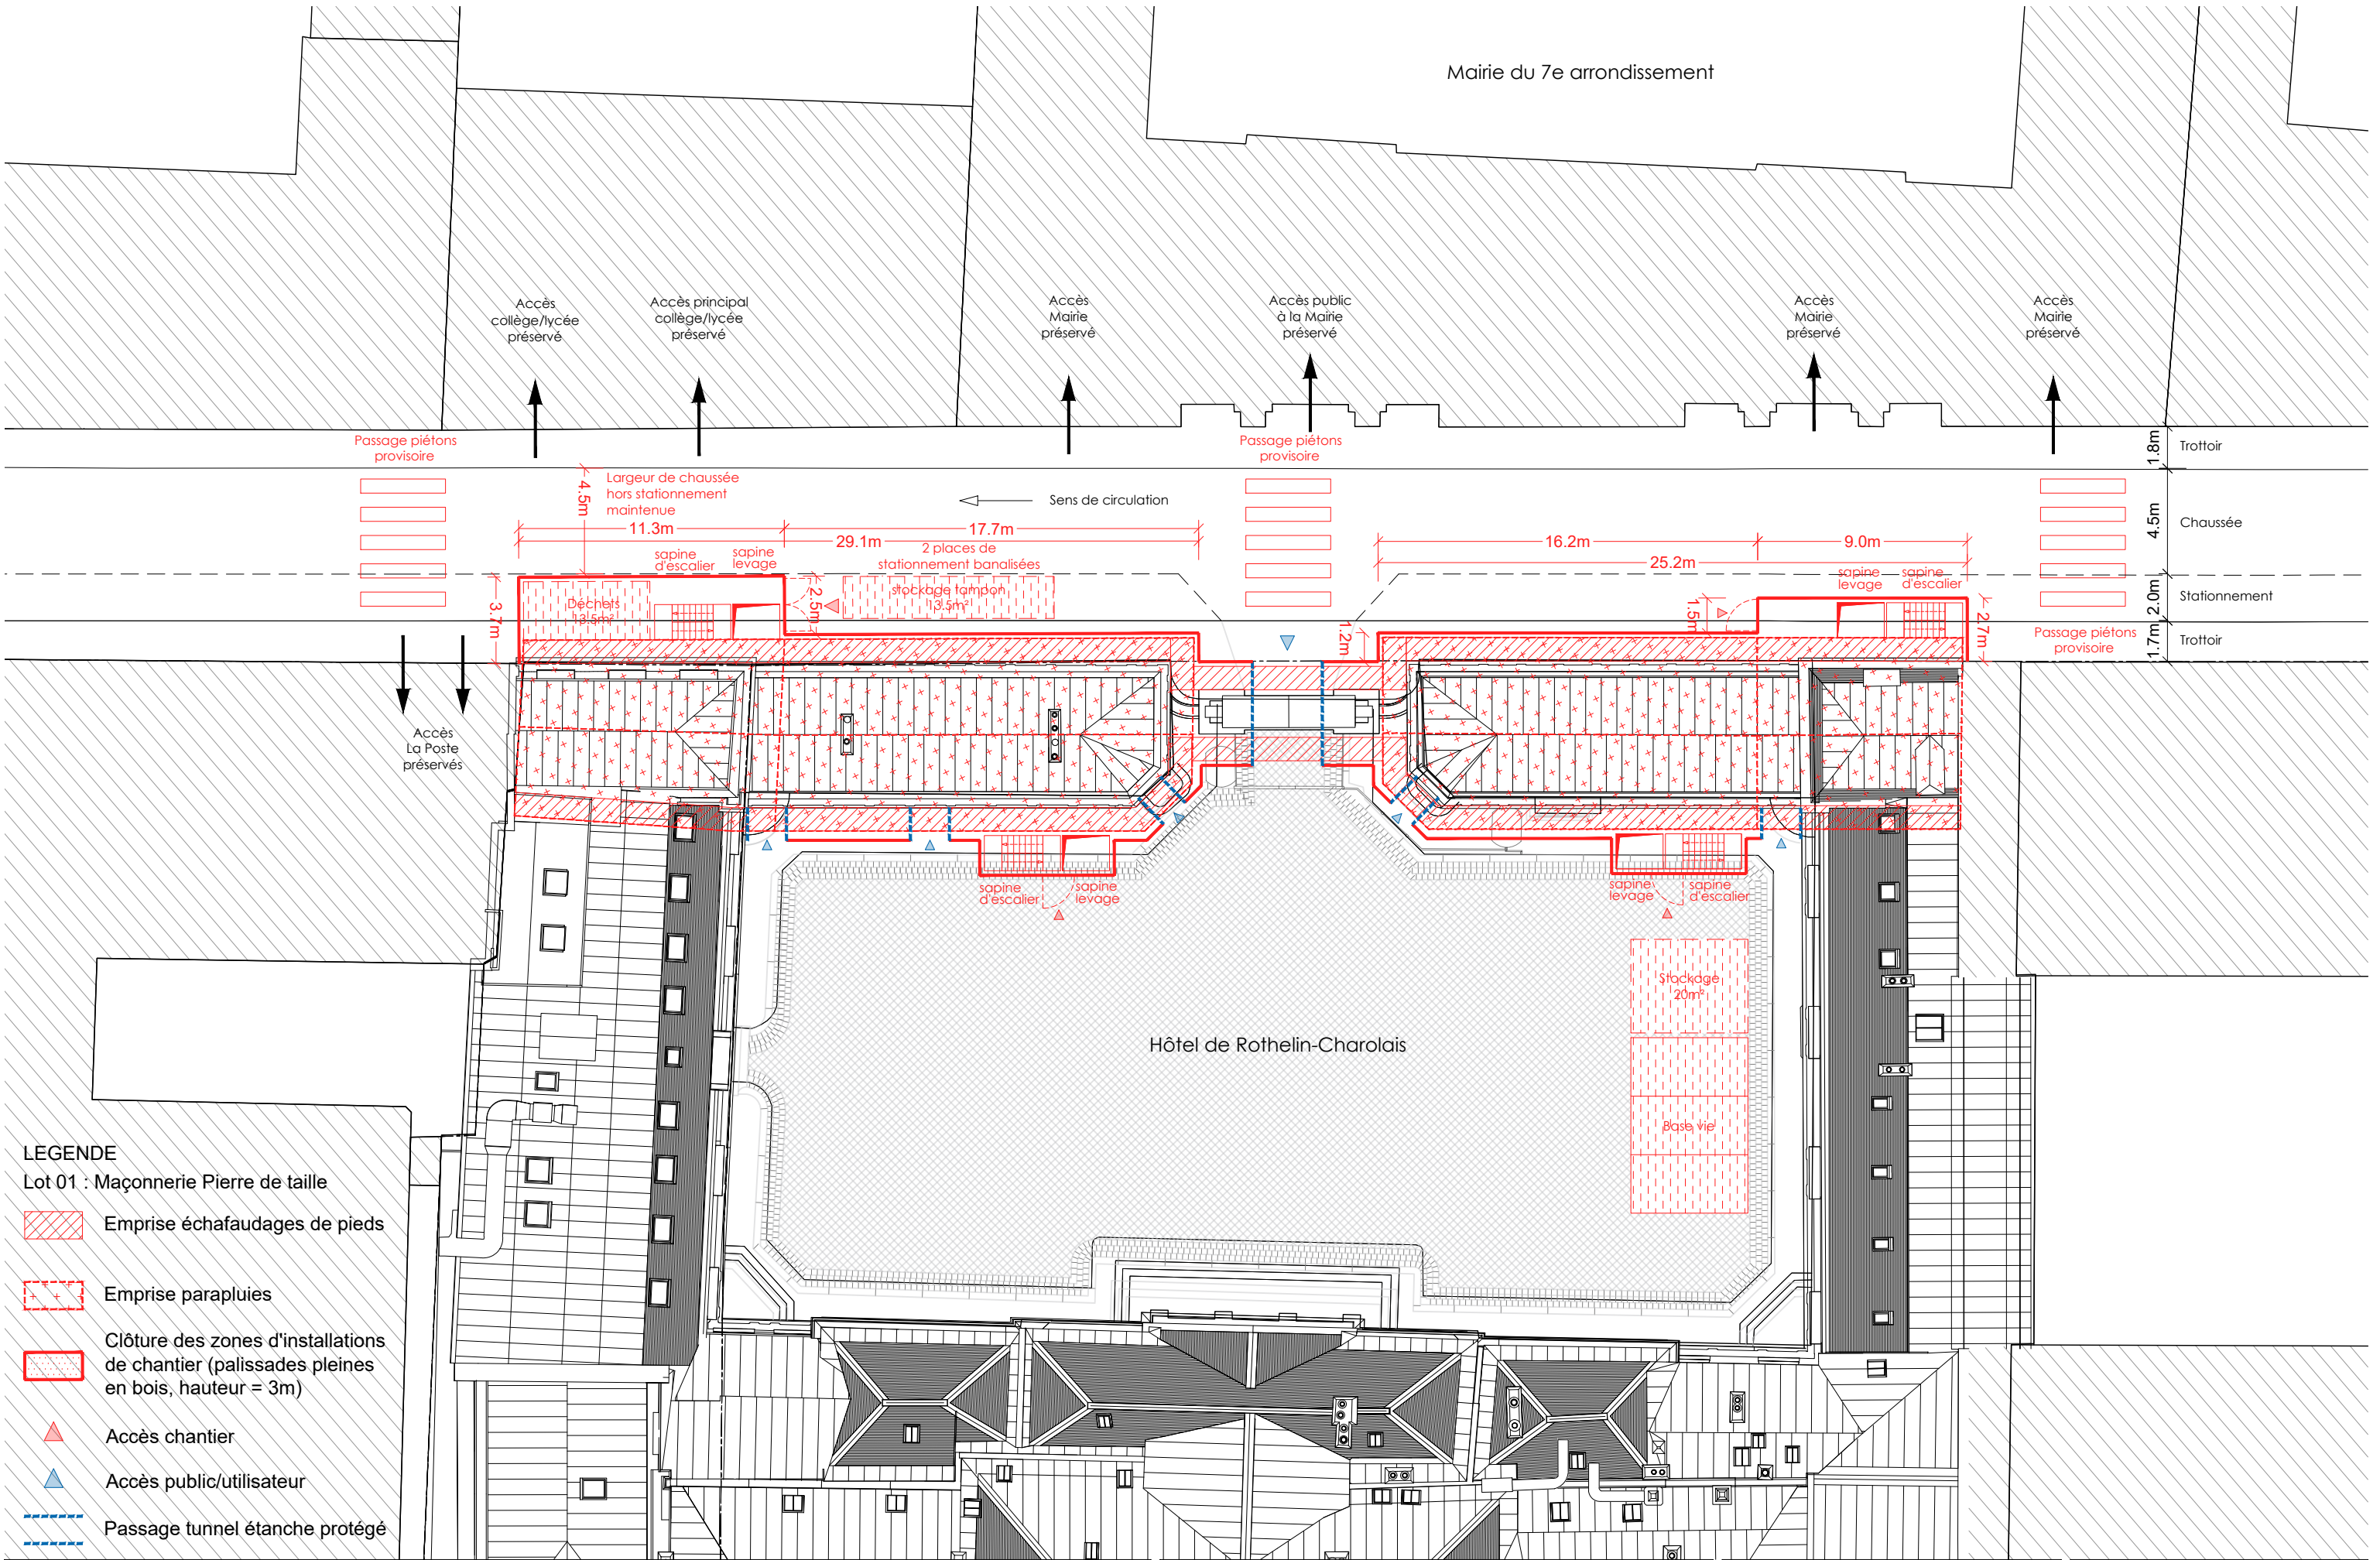 Mairie du 7e arrondissement
Accès
collège/lycée
préservé
Accès principal
collège/lycée
préservé
Accès
Mairie
préservé
Accès public
à la Mairie
préservé
Accès
Mairie
préservé
Accès
Mairie
préservé
Passage piétons
provisoire
Passage piétons
provisoire
1.8m
Trottoir
4.5m
Largeur de chaussée
hors stationnement
maintenue
Sens de circulation
4.5m
Chaussée
11.3m
17.7m
29.1m
16.2m
9.0m
25.2m
sapine
d'escalier
sapine
levage
2 places de
stationnement banalisées
sapine
levage
sapine
d'escalier
3.7m
Déchets
13.5m²
2.5m
stockage tampon
13.5m²
1.2m
1.5m
2.7m
2.0m
Stationnement
1.7m
Trottoir
Passage piétons
provisoire
Accès
La Poste
préservés
sapine
d'escalier
sapine
levage
sapine
levage
sapine
d'escalier
Stockage
20m²
Hôtel de Rothelin-Charolais
Base vie
LEGENDE
Lot 01 : Maçonnerie Pierre de taille
Emprise échafaudages de pieds
Emprise parapluies
Clôture des zones d'installations
de chantier (palissades pleines
en bois, hauteur = 3m)
Accès chantier
Accès public/utilisateur
Passage tunnel étanche protégé